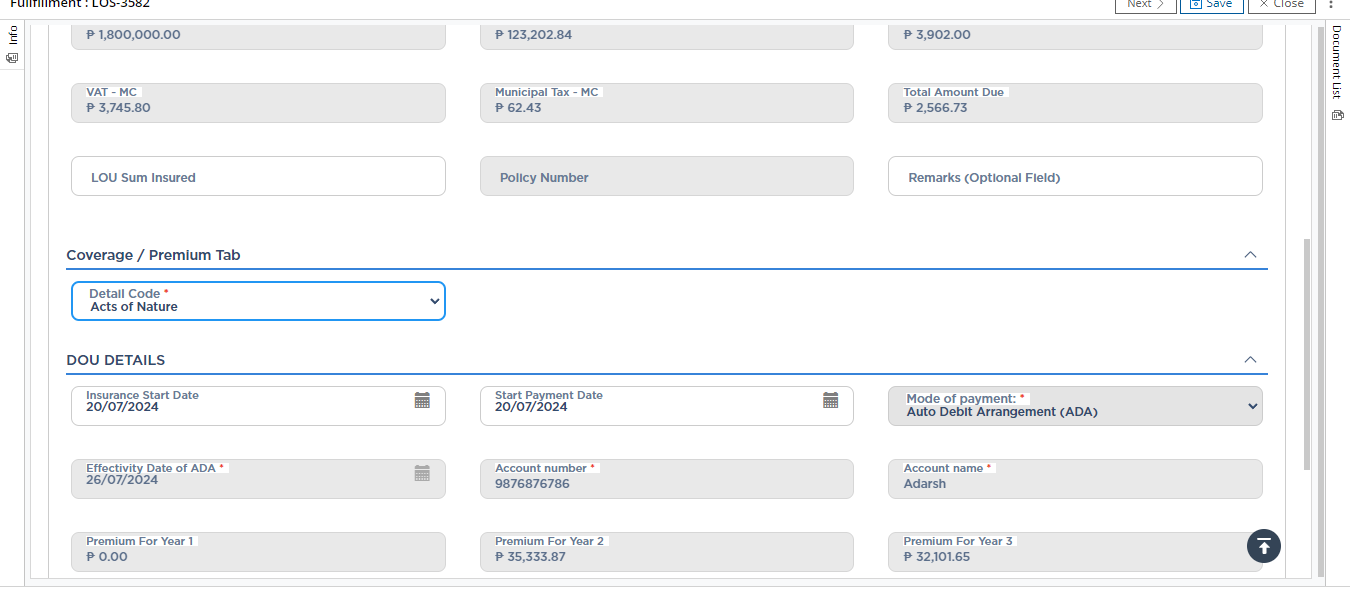 Fullfillment : LOS-3582
Next
Save
Close
Info
Document List
₱ 1,800,000.00
₱ 123,202.84
₱ 3,902.00
VAT - MC
₱ 3,745.80
Municipal Tax - MC
₱ 62.43
Total Amount Due
₱ 2,566.73
LOU Sum Insured
Policy Number
Remarks (Optional Field)
Coverage / Premium Tab
Detail Code *
Acts of Nature
DOU DETAILS
Insurance Start Date
20/07/2024
Start Payment Date
20/07/2024
Mode of payment: *
Auto Debit Arrangement (ADA)
Effectivity Date of ADA *
26/07/2024
Account number *
9876876786
Account name *
Adarsh
Premium For Year 1
₱ 0.00
Premium For Year 2
₱ 35,333.87
Premium For Year 3
₱ 32,101.65